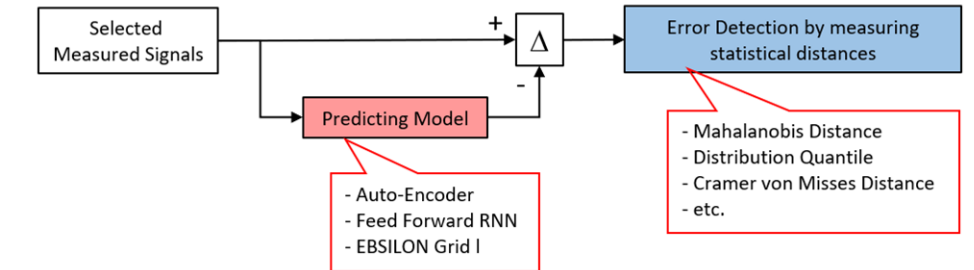 Selected
Measured Signals
+
Δ
-
Error Detection by measuring
statistical distances
Predicting Model
- Auto-Encoder
- Feed Forward RNN
- EBSILON Grid l
- Mahalanobis Distance
- Distribution Quantile
- Cramer von Misses Distance
- etc.